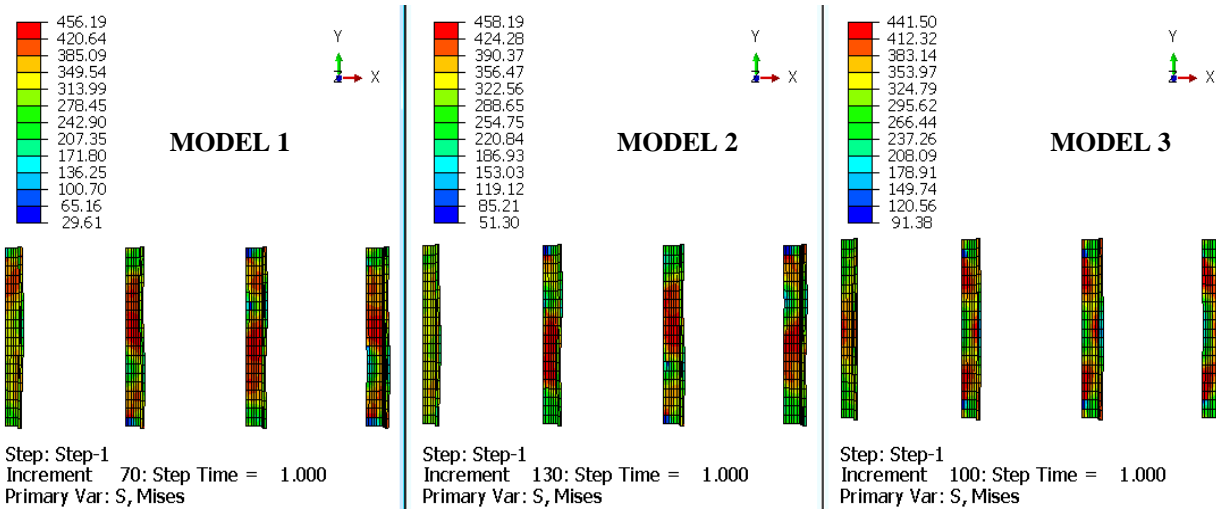 456.19
420.64
385.09
349.54
313.99
278.45
242.90
207.35
171.80
136.25
100.70
65.16
29.61
Y
Z X
MODEL 1
Step: Step-1
Increment 70: Step Time = 1.000
Primary Var: S, Mises
458.19
424.28
390.37
356.47
322.56
288.65
254.75
220.84
186.93
153.03
119.12
85.21
51.30
Y
Z X
MODEL 2
Step: Step-1
Increment 130: Step Time = 1.000
Primary Var: S, Mises
441.50
412.32
383.14
353.97
324.79
295.62
266.44
237.26
208.09
178.91
149.74
120.56
91.38
Y
Z X
MODEL 3
Step: Step-1
Increment 100: Step Time = 1.000
Primary Var: S, Mises